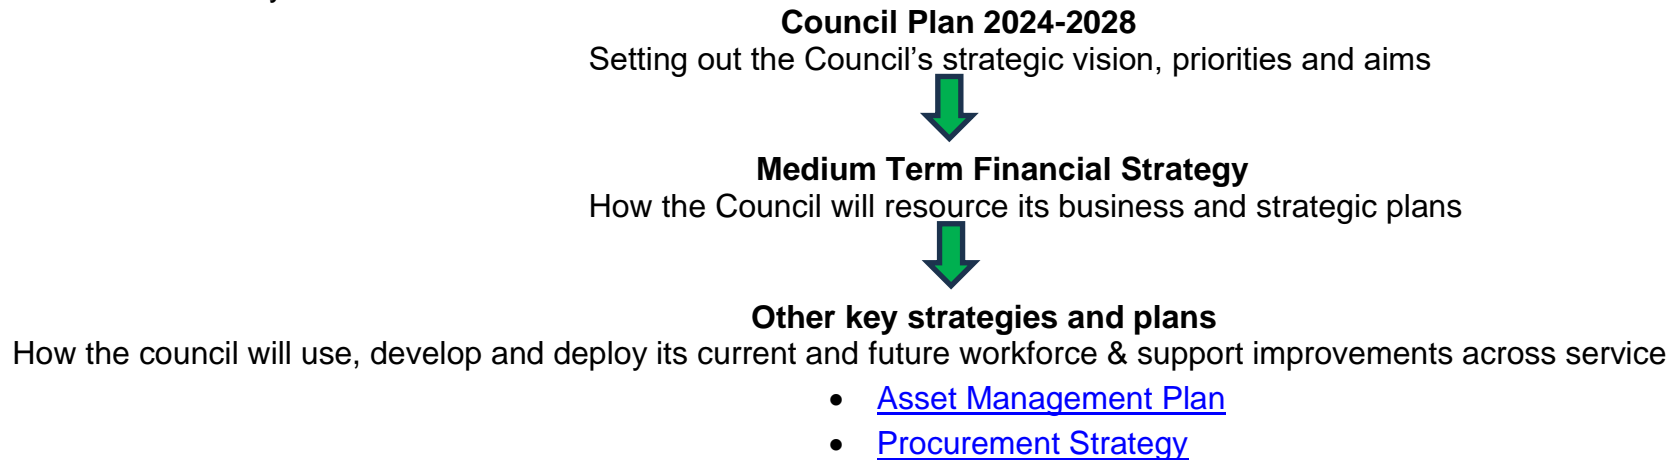 Council Plan 2024-2028
Setting out the Council's strategic vision, priorities and aims
Medium Term Financial Strategy
How the Council will resource its business and strategic plans
Other key strategies and plans
How the council will use, develop and deploy its current and future workforce & support improvements across service
• Asset Management Plan
• Procurement Strategy